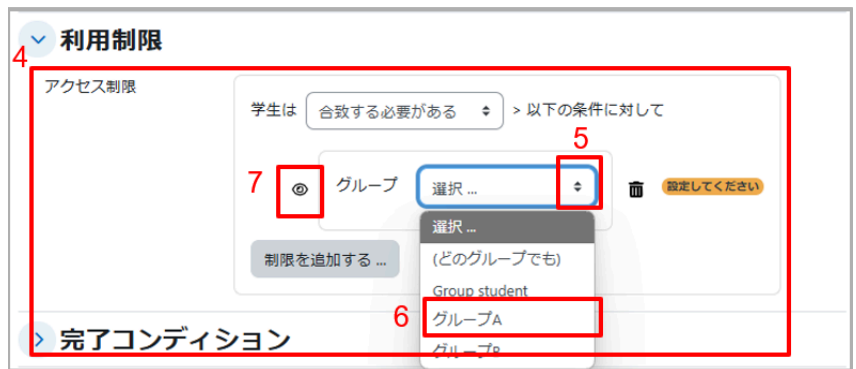 利用制限
4
アクセス制限
学生は 合致する必要がある > 以下の条件に対して
5
7 グループ 選択 ... 設定してください
選択 ...
制限を追加する ... (どのグループでも)
Group student
6 グループA
完了コンディション